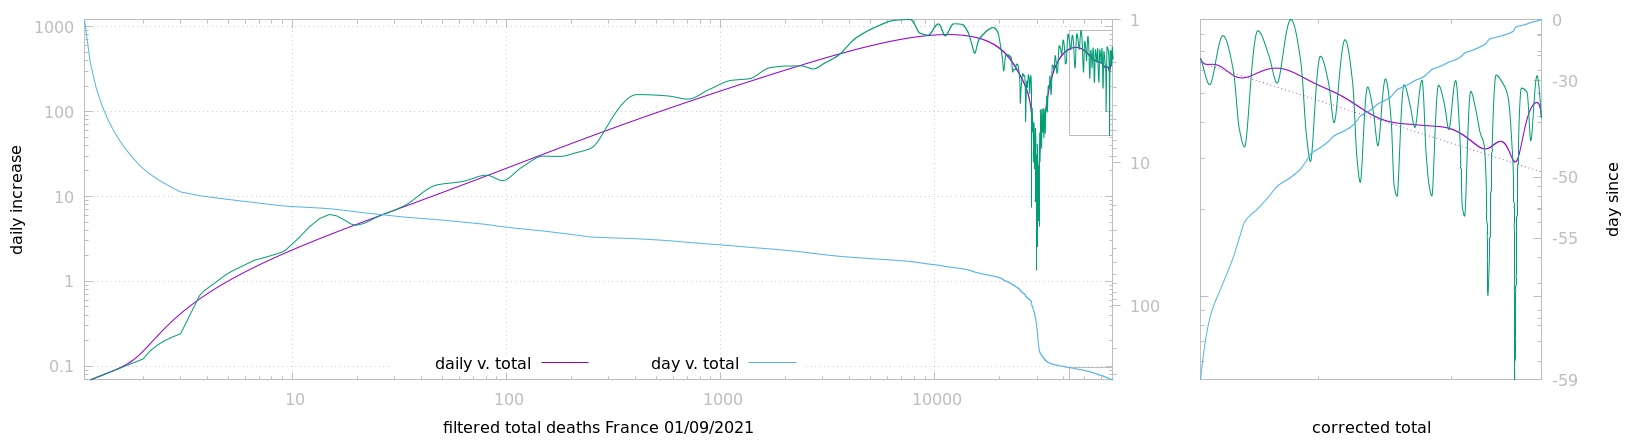 daily increase
1000
100
10
1
0.1
10
100
1000
10000
daily v. total
day v. total
filtered total deaths France 01/09/2021
1
10
100
0
-30
-50
-55
-59
day since
corrected total